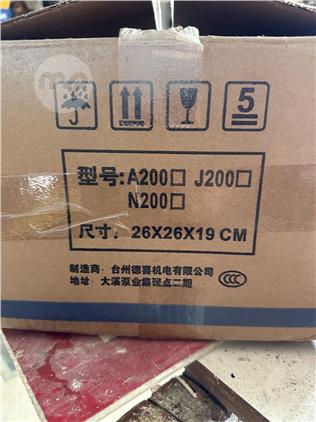 5
型号:A200□ J200□
N200□
尺寸: 26X26X19 CM
制造商: 台州德喜机电有限公司
地址: 大溪泵业集聚点二期
CCC